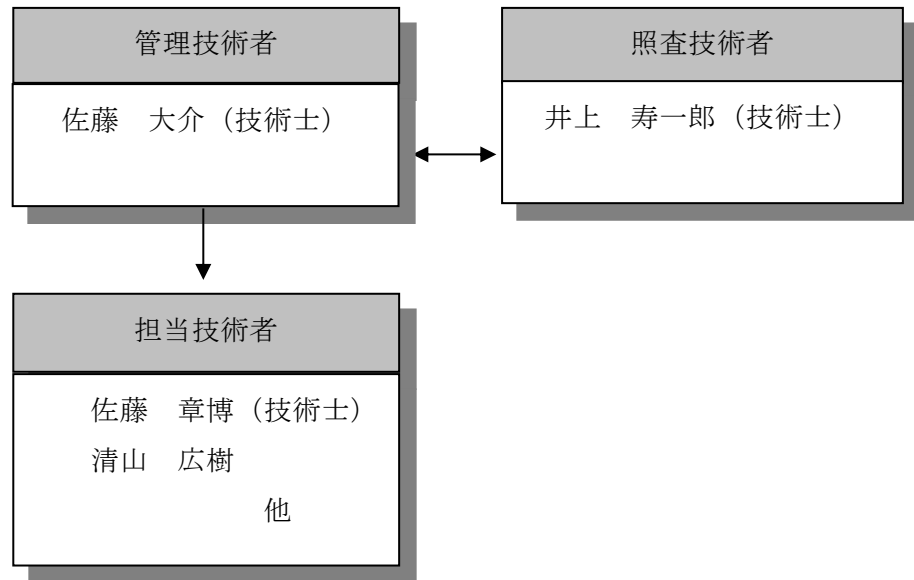 管理技術者
佐藤　大介（技術士）
照査技術者
井上　寿一郎（技術士）
担当技術者
佐藤　章博（技術士）
清山　広樹
他